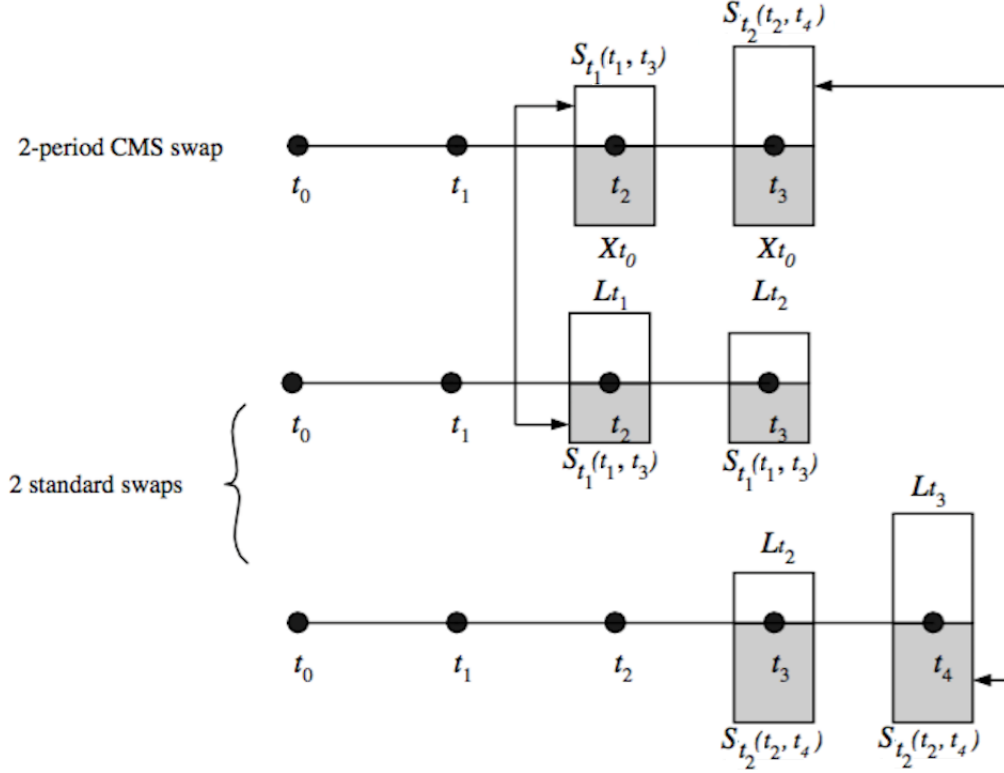 S_{t_2}(t_2, t_4)
S_{t_1}(t_1, t_3)
2-period CMS swap
t_0 t_1 t_2 t_3
Xt_0 Xt_0
Lt_1 Lt_2
t_0 t_1 t_2 t_3
S_{t_1}(t_1, t_3) S_{t_1}(t_1, t_3)
2 standard swaps
Lt_3
Lt_2
t_0 t_1 t_2 t_3 t_4
S_{t_2}(t_2, t_4) S_{t_2}(t_2, t_4)